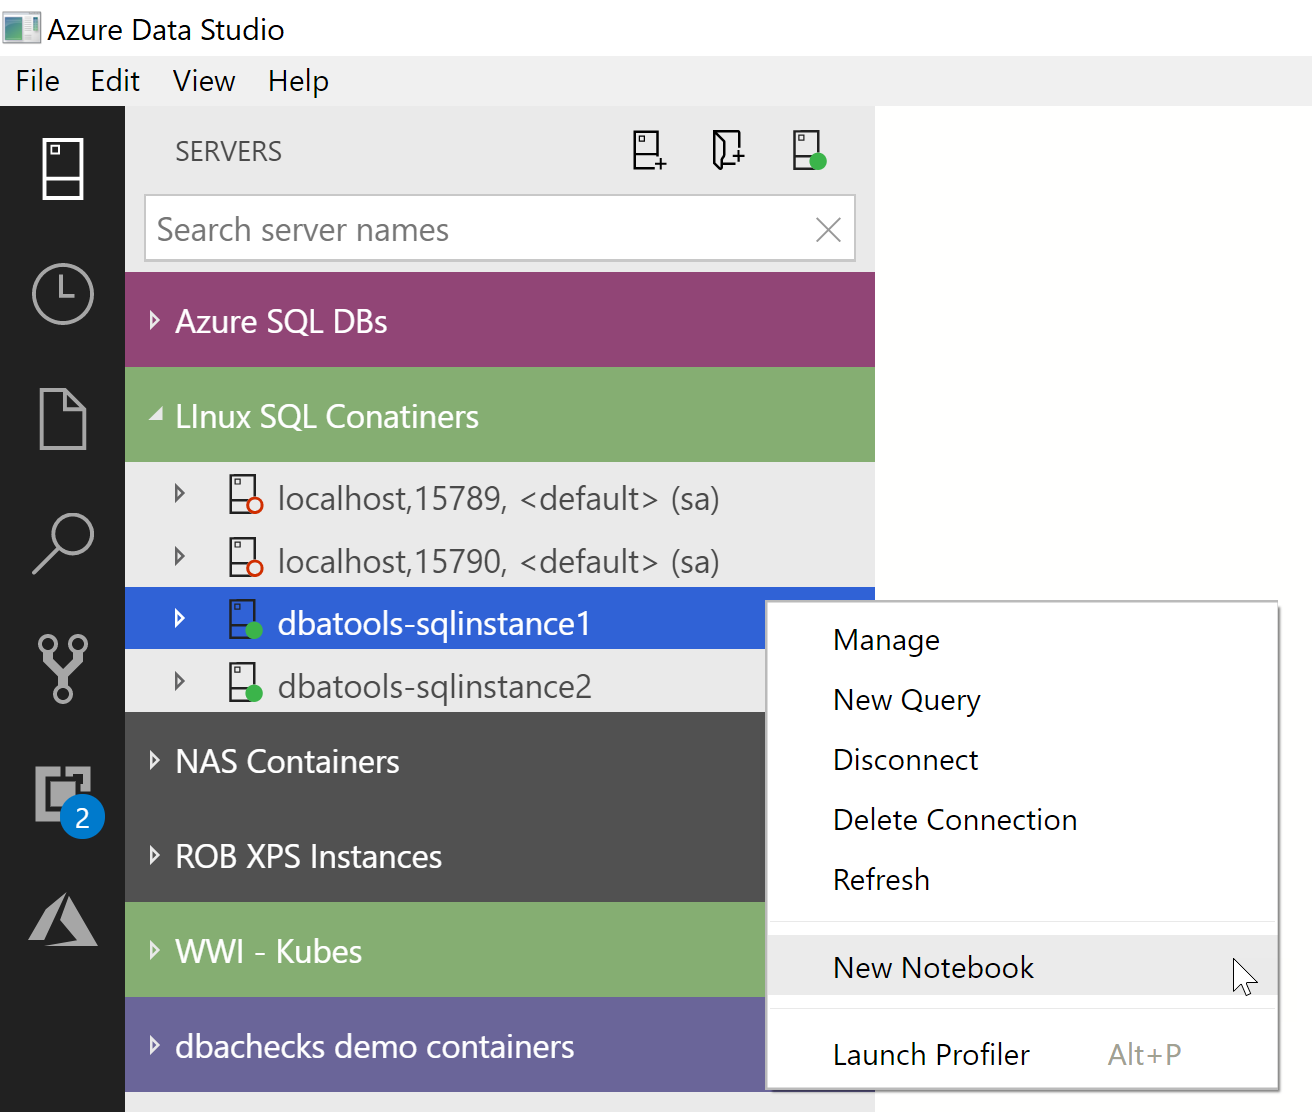 Azure Data Studio
File Edit View Help
SERVERS
Search server names
Azure SQL DBs
LInux SQL Conatiners
localhost,15789, <default> (sa)
localhost,15790, <default> (sa)
dbatools-sqlinstance1
dbatools-sqlinstance2
NAS Containers
ROB XPS Instances
WWI - Kubes
dbachecks demo containers
2
Manage
New Query
Disconnect
Delete Connection
Refresh
New Notebook
Launch Profiler Alt+P